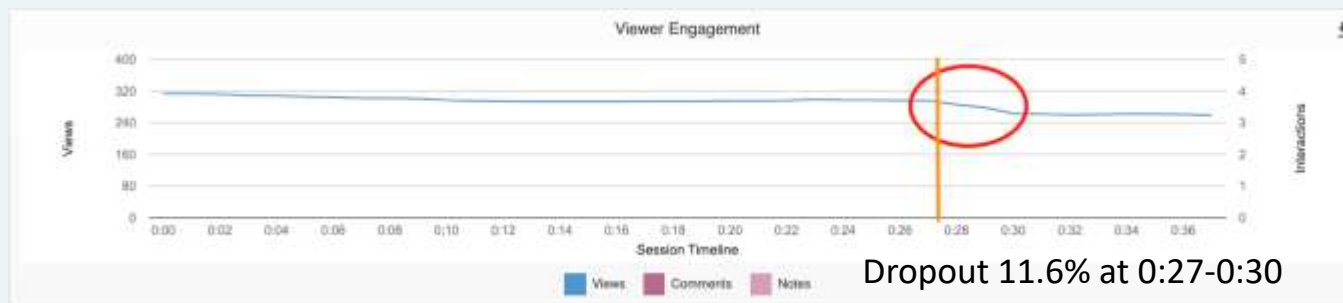 Viewer Engagement
400
320
240
160
80
0
Views
5
4
3
2
1
0
Interactions
0:00 0:02 0:04 0:06 0:08 0:10 0:12 0:14 0:16 0:18 0:20 0:22 0:24 0:26 0:28 0:30 0:32 0:34 0:36
Session Timeline
Views Comments Notes
Dropout 11.6% at 0:27-0:30